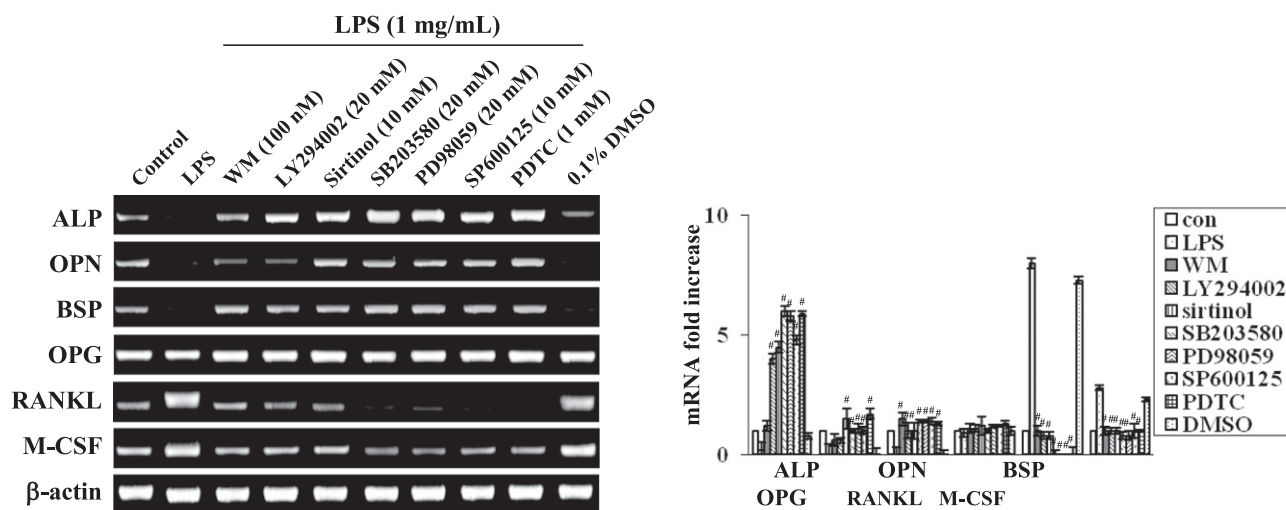 LPS (1 mg/mL)
Control
LPS
WM (100 nM)
LY294002 (20 mM)
Sirtinol (10 mM)
SB203580 (20 mM)
PD98059 (20 mM)
SP600125 (10 mM)
PDTC (1 mM)
0.1% DMSO
ALP
OPN
BSP
OPG
RANKL
M-CSF
β-actin
mRNA fold increase
10
5
0
# # # # # # #
# # # # #
# ## ### #
# ## ## #
# ## ## # #
ALP OPN BSP
OPG RANKL M-CSF
con
LPS
WM
LY294002
sirtinol
SB203580
PD98059
SP600125
PDTC
DMSO